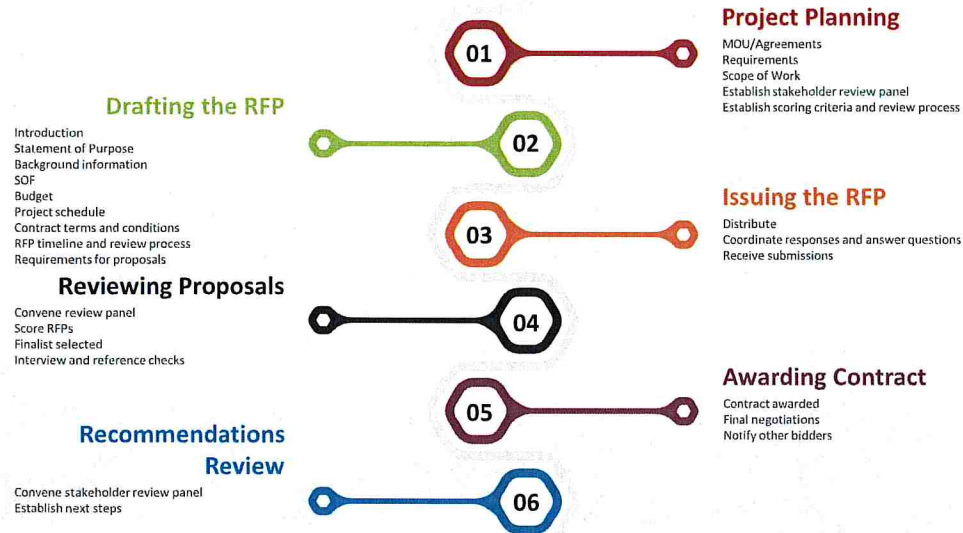 01
Project Planning
MOU/Agreements
Requirements
Scope of Work
Establish stakeholder review panel
Establish scoring criteria and review process
Drafting the RFP
Introduction
Statement of Purpose
Background information
SOF
Budget
Project schedule
Contract terms and conditions
RFP timeline and review process
Requirements for proposals
02
03
Issuing the RFP
Distribute
Coordinate responses and answer questions
Receive submissions
Reviewing Proposals
Convene review panel
Score RFPs
Finalist selected
Interview and reference checks
04
05
Awarding Contract
Contract awarded
Final negotiations
Notify other bidders
Recommendations
Review
Convene stakeholder review panel
Establish next steps
06